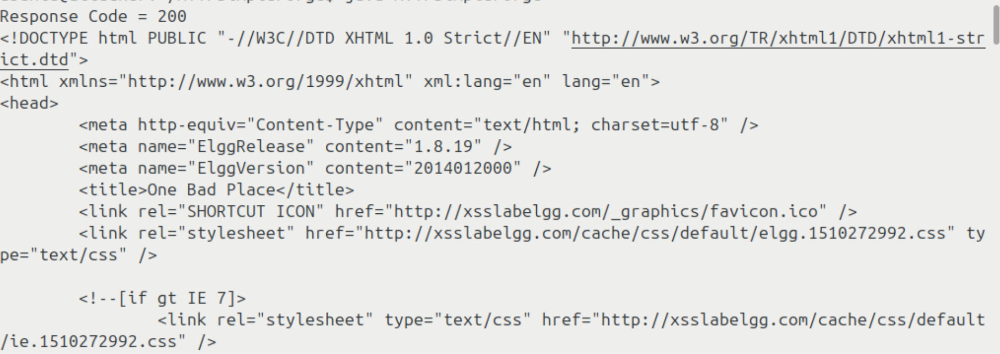 Response Code = 200
<!DOCTYPE html PUBLIC "-//W3C//DTD XHTML 1.0 Strict//EN" "http://www.w3.org/TR/xhtml1/DTD/xhtml1-str
ict.dtd">
<html xmlns="http://www.w3.org/1999/xhtml" xml:lang="en" lang="en">
<head>
        <meta http-equiv="Content-Type" content="text/html; charset=utf-8" />
        <meta name="ElggRelease" content="1.8.19" />
        <meta name="ElggVersion" content="2014012000" />
        <title>One Bad Place</title>
        <link rel="SHORTCUT ICON" href="http://xsslabelgg.com/_graphics/favicon.ico" />
        <link rel="stylesheet" href="http://xsslabelgg.com/cache/css/default/elgg.1510272992.css" ty
pe="text/css" />
        <!--[if gt IE 7]>
                <link rel="stylesheet" type="text/css" href="http://xsslabelgg.com/cache/css/default
/ie.1510272992.css" />